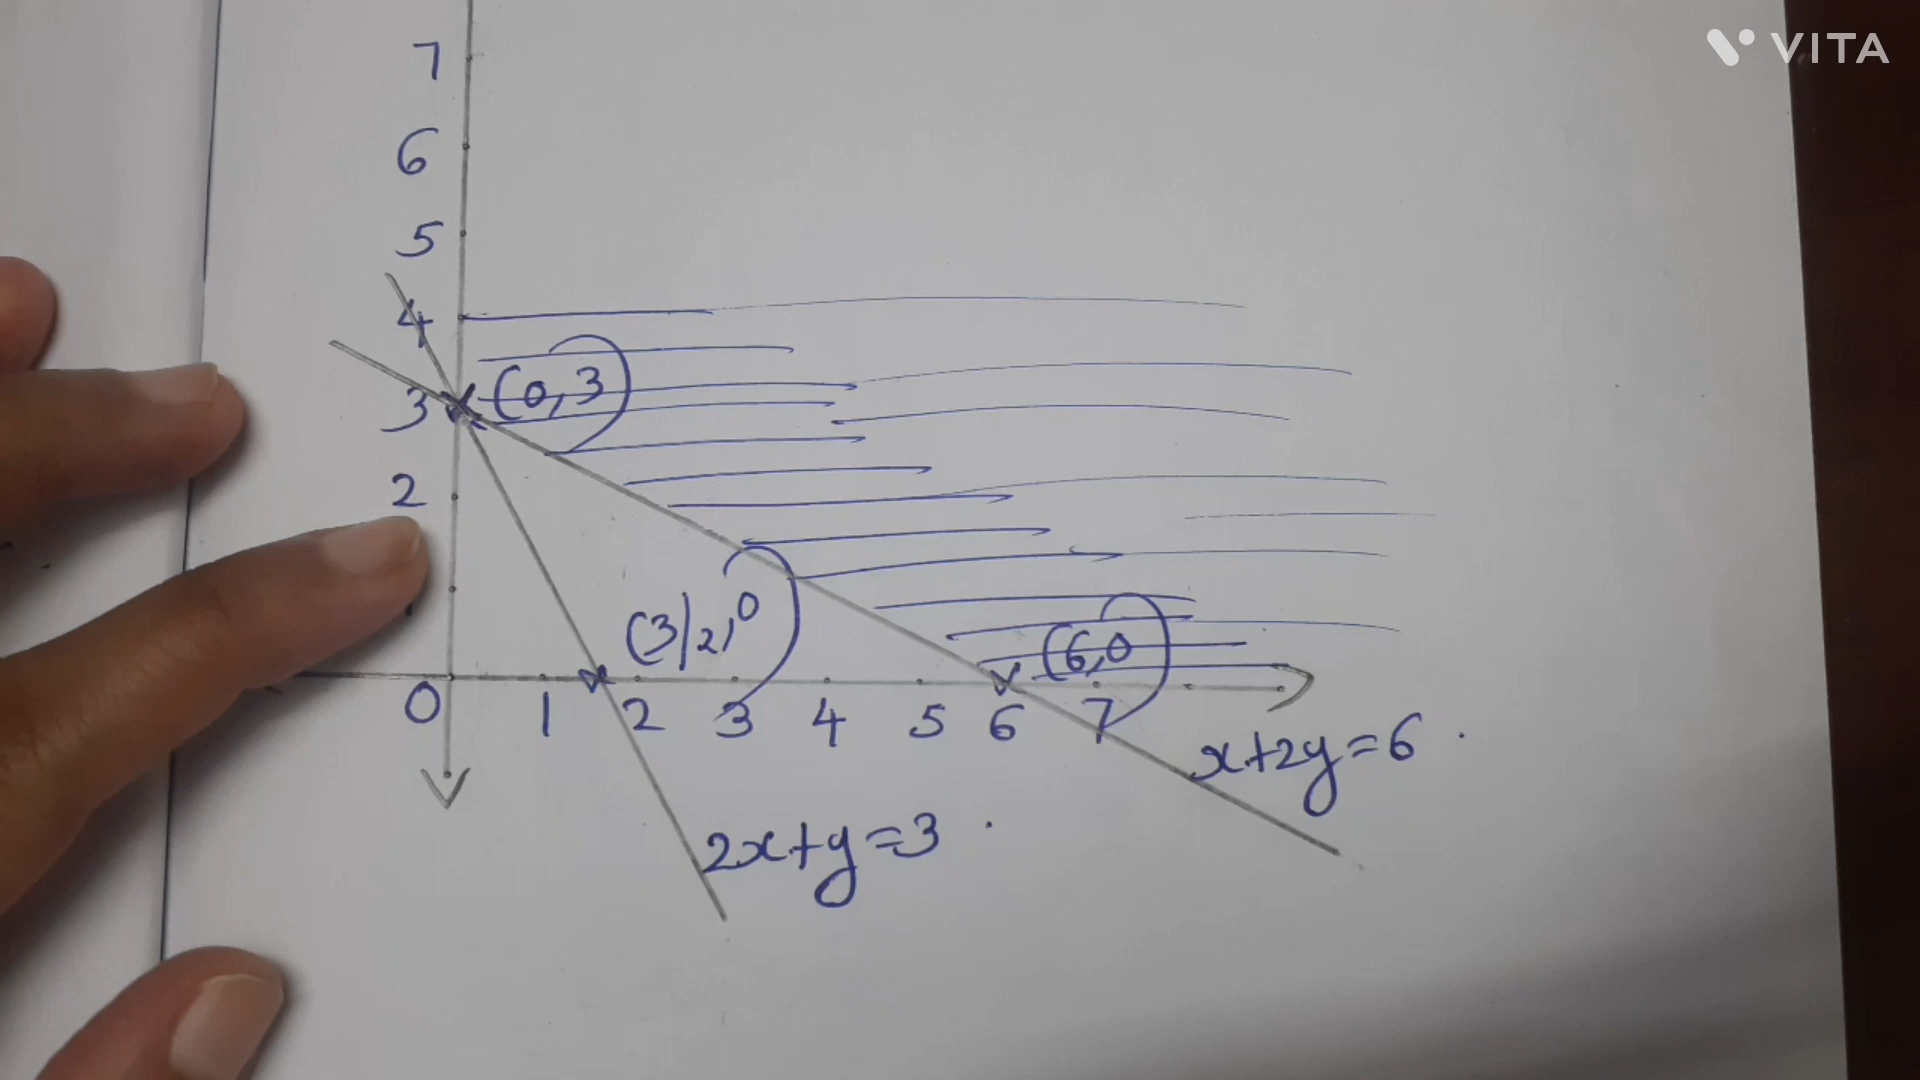 VITA
7
6
5
4
(0,3)
3
2
(3/2,0)
(6,0)
0 1 2 3 4 5 6 7
x+2y=6.
2x+y=3.